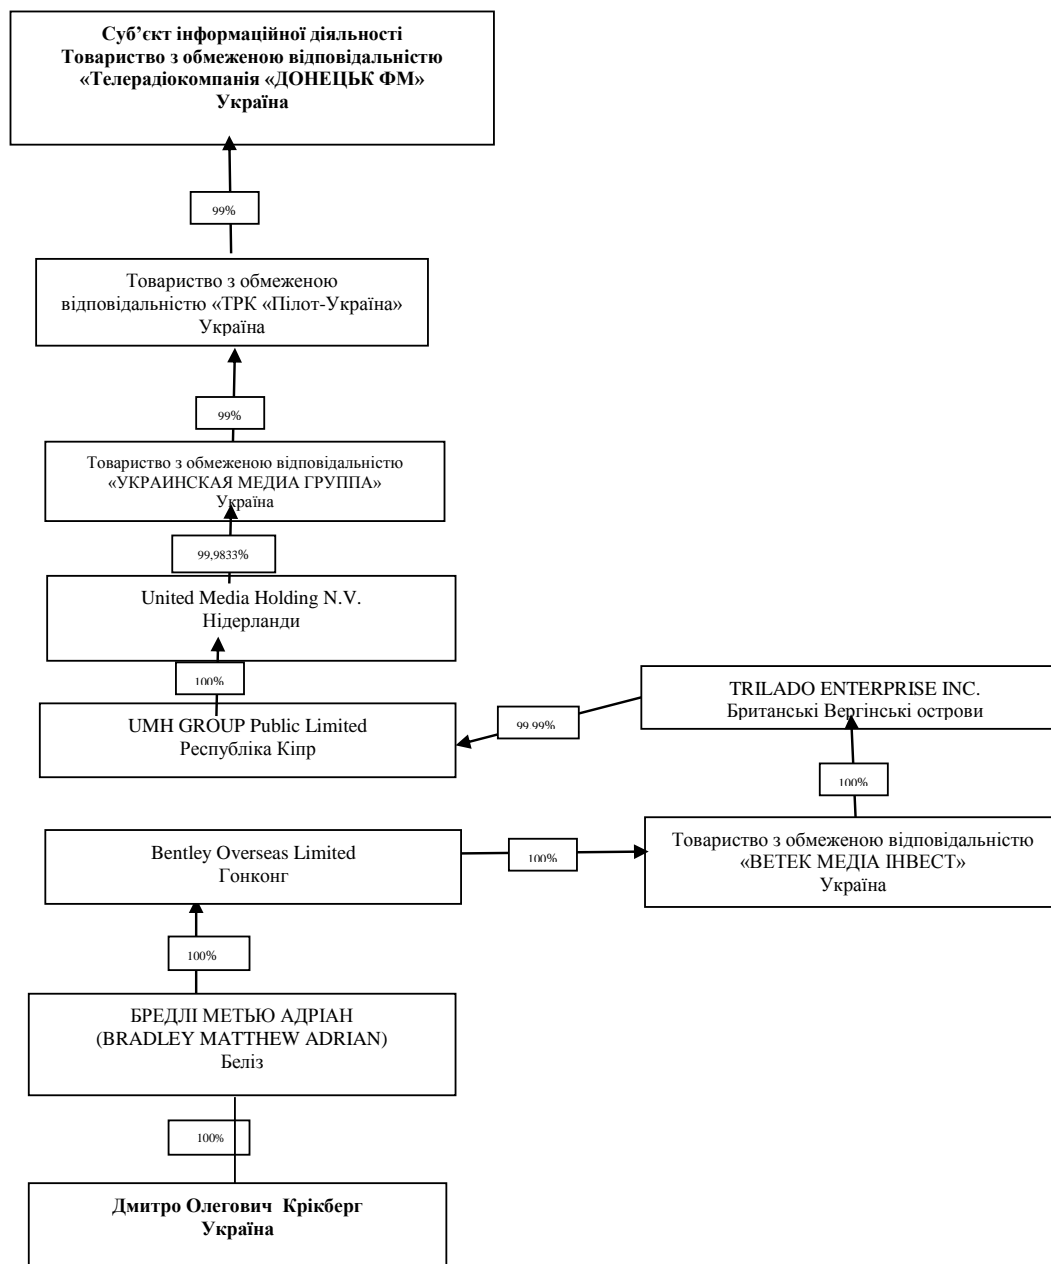 Суб’єкт інформаційної діяльності
Товариство з обмеженою відповідальністю
«Телерадіокомпанія «ДОНЕЦЬК ФМ»
Україна
99%
Товариство з обмеженою
відповідальністю «ТРК «Пілот-Україна»
Україна
99%
Товариство з обмеженою відповідальністю
«УКРАИНСКАЯ МЕДИА ГРУППА»
Україна
99,9833%
United Media Holding N.V.
Нідерланди
100%
UMH GROUP Public Limited
Республіка Кіпр
99.99%
TRILADO ENTERPRISE INC.
Британські Вергінські острови
100%
Товариство з обмеженою відповідальністю
«ВЕТЕК МЕДІА ІНВЕСТ»
Україна
100%
Bentley Overseas Limited
Гонконг
100%
БРЕДЛІ МЕТЬЮ АДРІАН
(BRADLEY MATTHEW ADRIAN)
Беліз
100%
Дмитро Олегович Крікберг
Україна